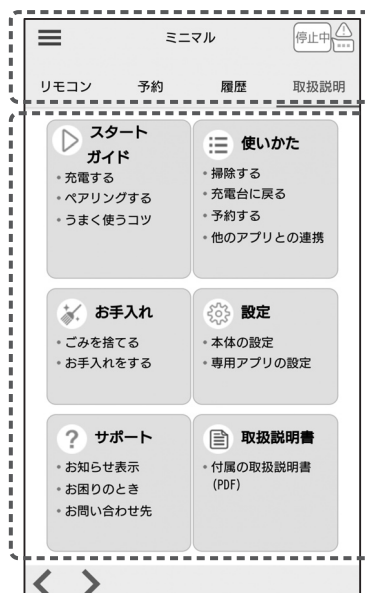 ミニマル
停止中
リモコン 予約 履歴 取扱説明
スタート
ガイド
・充電する
・ペアリングする
・うまく使うコツ
使いかた
・掃除する
・充電台に戻る
・予約する
・他のアプリとの連携
お手入れ
・ごみを捨てる
・お手入れをする
設定
・本体の設定
・専用アプリの設定
サポート
・お知らせ表示
・お困りのとき
・お問い合わせ先
取扱説明書
・付属の取扱説明書
(PDF)